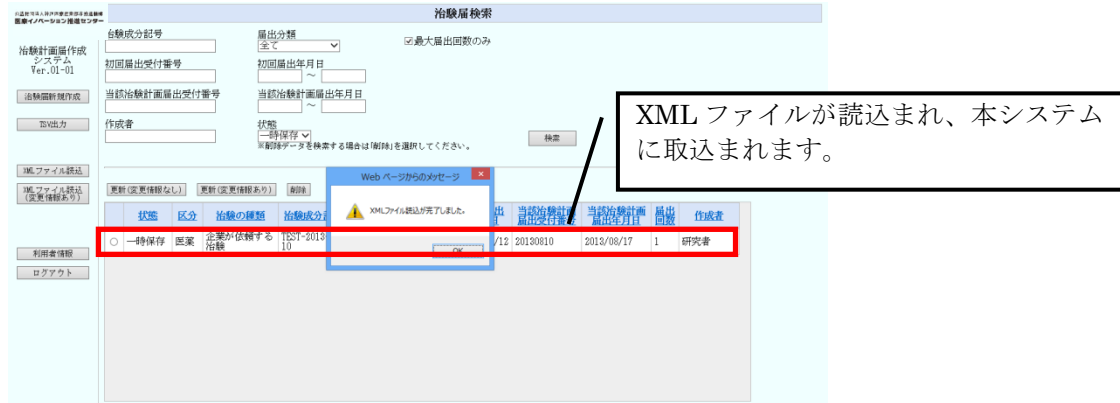 医療イノベーション推進センター
治験届検索
治験計画届作成
システム
Ver.01-01
治験届新規作成
TSV出力
XMLファイル読込
XMLファイル読込
(変更情報あり)
利用者情報
ログアウト
治験成分記号
届出分類
全て
☑最大届出回数のみ
初回届出受付番号
初回届出年月日
～
当該治験計画届出受付番号
当該治験計画届出年月日
～
作成者
状態
一時保存
※削除データを検索する場合は「削除」を選択してください。
検索
XML ファイルが読込まれ、本システム
に取込まれます。
更新(変更情報なし)
更新(変更情報あり)
削除
Web ページからのメッセージ
×
XMLファイル読込が完了しました。
OK
状態 区分 治験の種類 治験成分 当該治験計画届出受付番号 当該治験計画届出年月日 届出回数 作成者
一時保存 医薬 企業が依頼する治験 TEST-2013 10 /12 20130810 2013/08/17 1 研究者